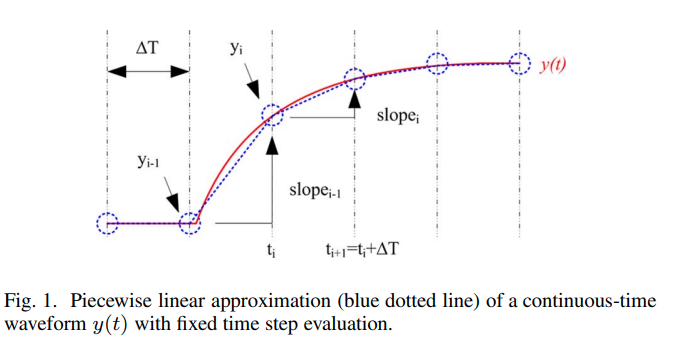 ΔT
yᵢ
y(t)
slopeᵢ
yᵢ₋₁
slopeᵢ₋₁
tᵢ
tᵢ₊₁=tᵢ+ΔT
Fig. 1. Piecewise linear approximation (blue dotted line) of a continuous-time
waveform y(t) with fixed time step evaluation.